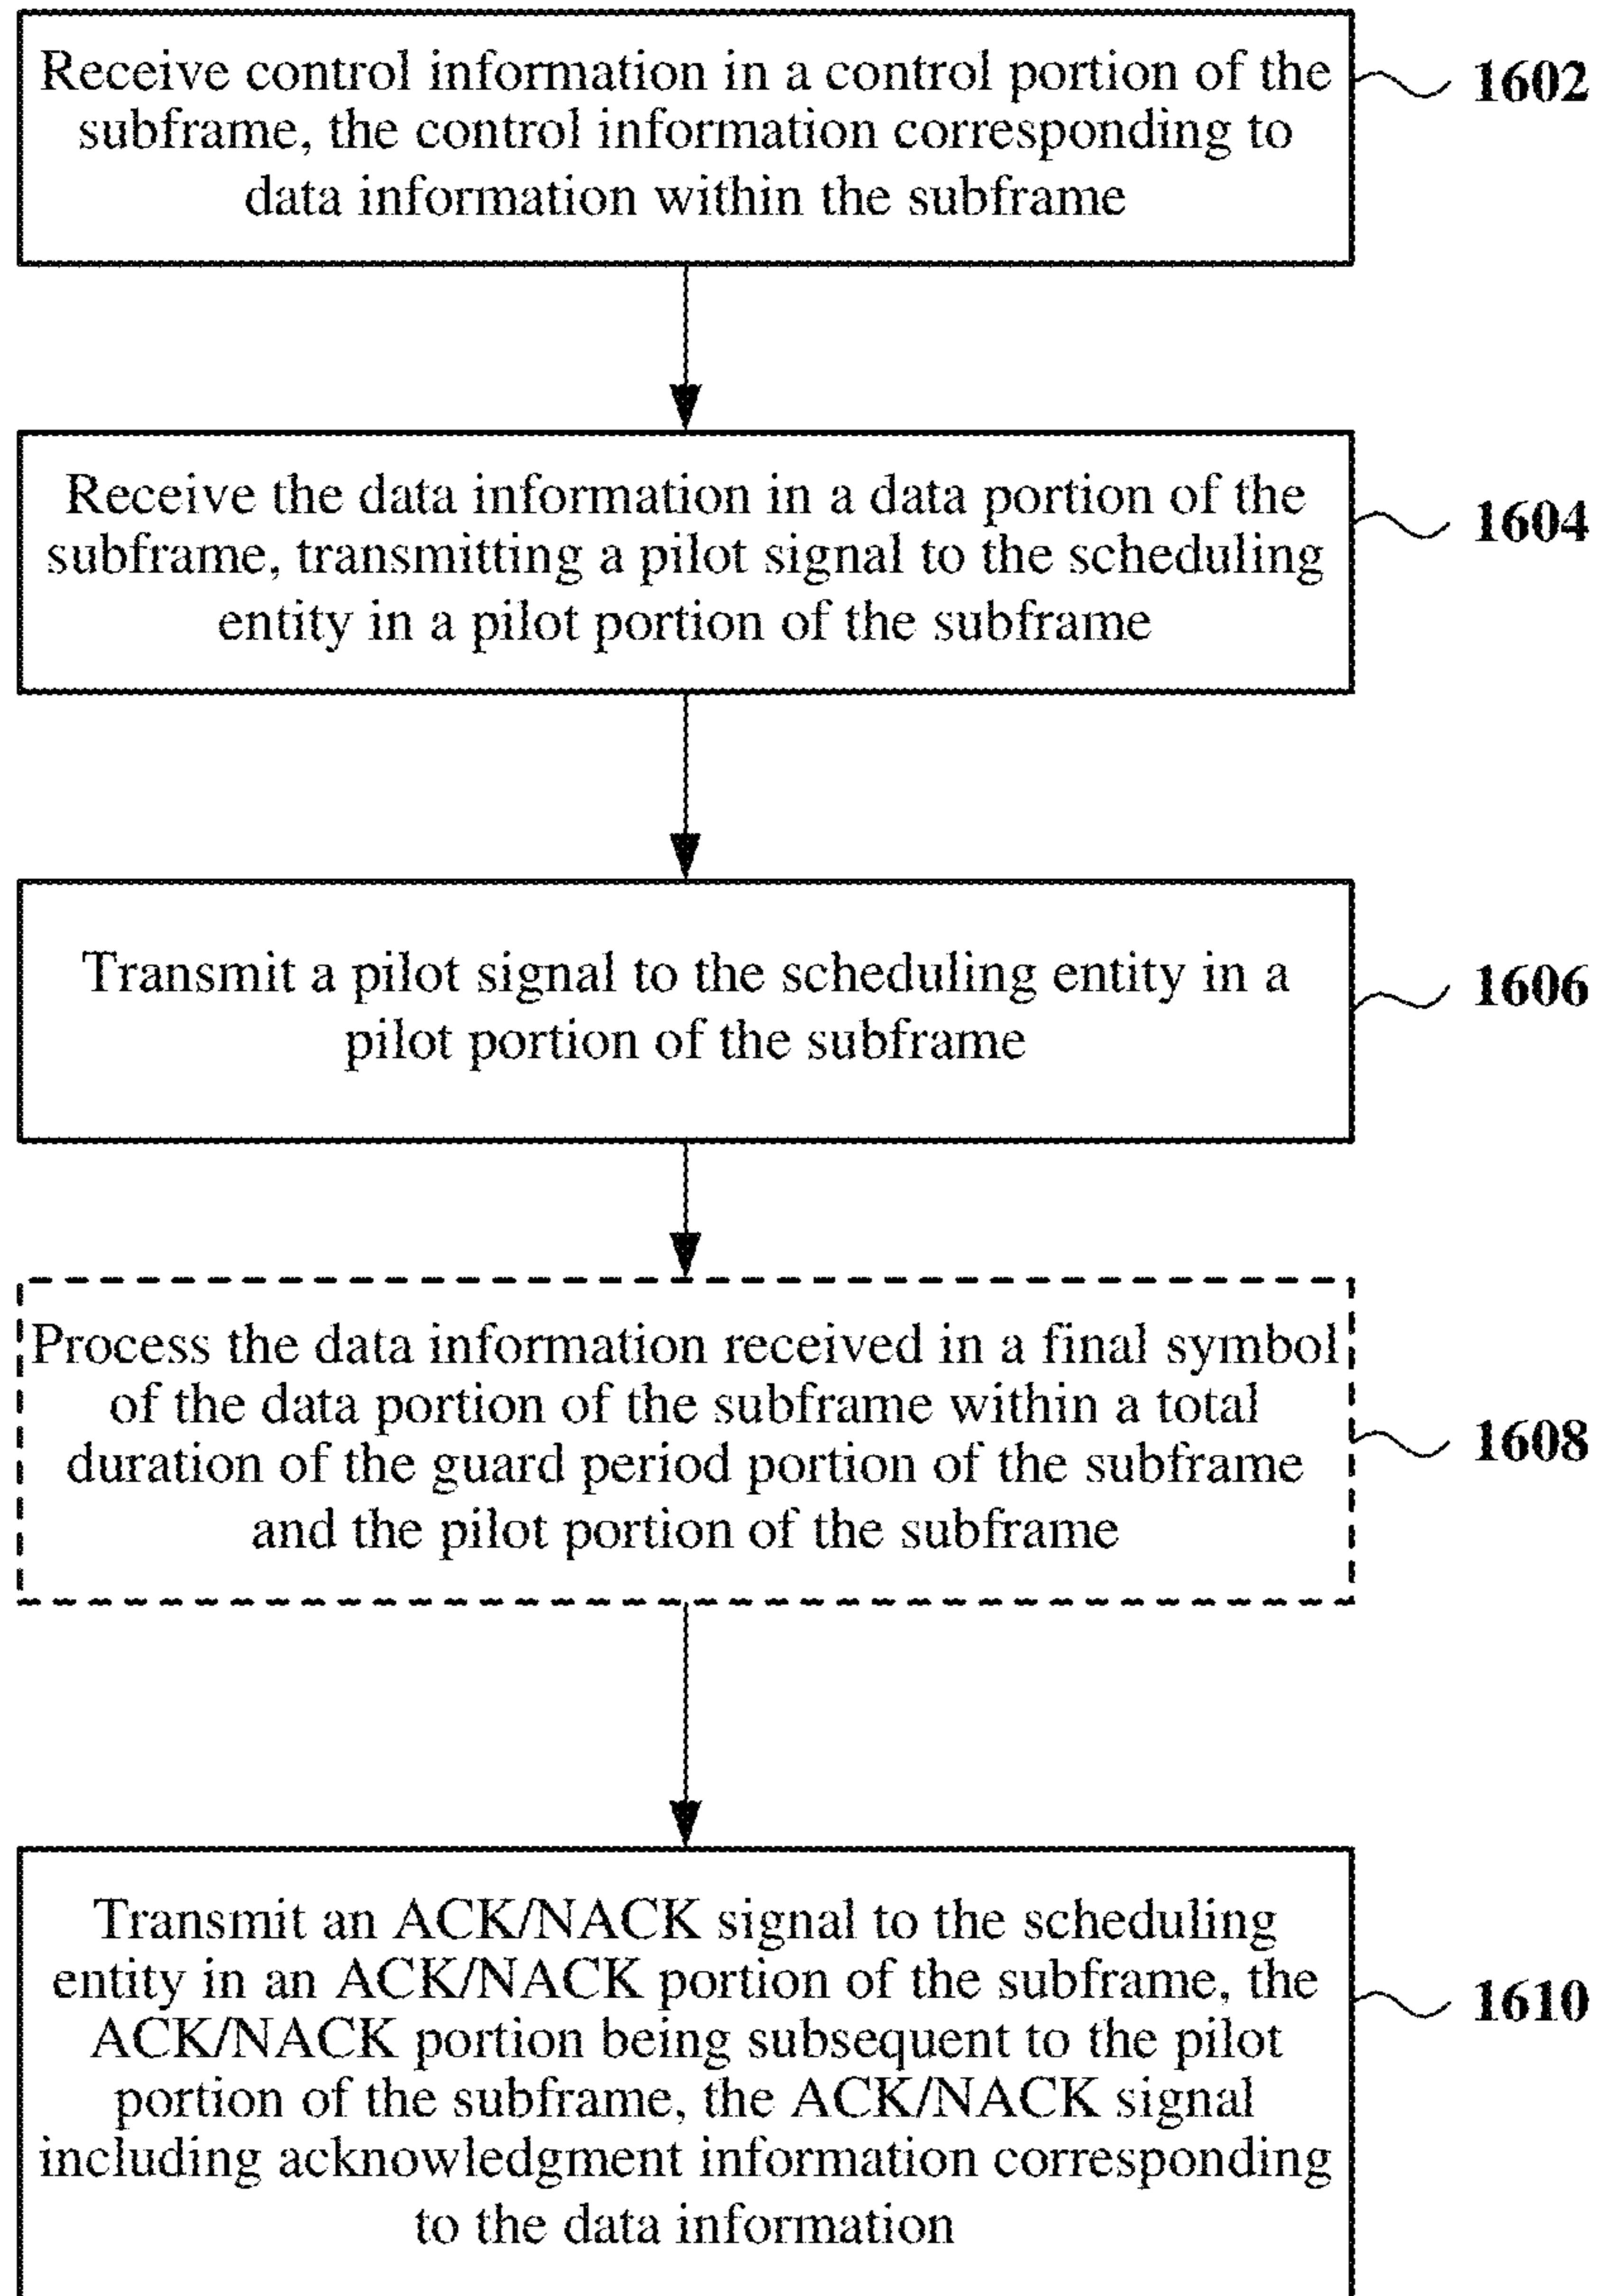 Receive control information in a control portion of the
subframe, the control information corresponding to
data information within the subframe
1602
Receive the data information in a data portion of the
subframe, transmitting a pilot signal to the scheduling
entity in a pilot portion of the subframe
1604
Transmit a pilot signal to the scheduling entity in a
pilot portion of the subframe
1606
Process the data information received in a final symbol
of the data portion of the subframe within a total
duration of the guard period portion of the subframe
and the pilot portion of the subframe
1608
Transmit an ACK/NACK signal to the scheduling
entity in an ACK/NACK portion of the subframe, the
ACK/NACK portion being subsequent to the pilot
portion of the subframe, the ACK/NACK signal
including acknowledgment information corresponding
to the data information
1610